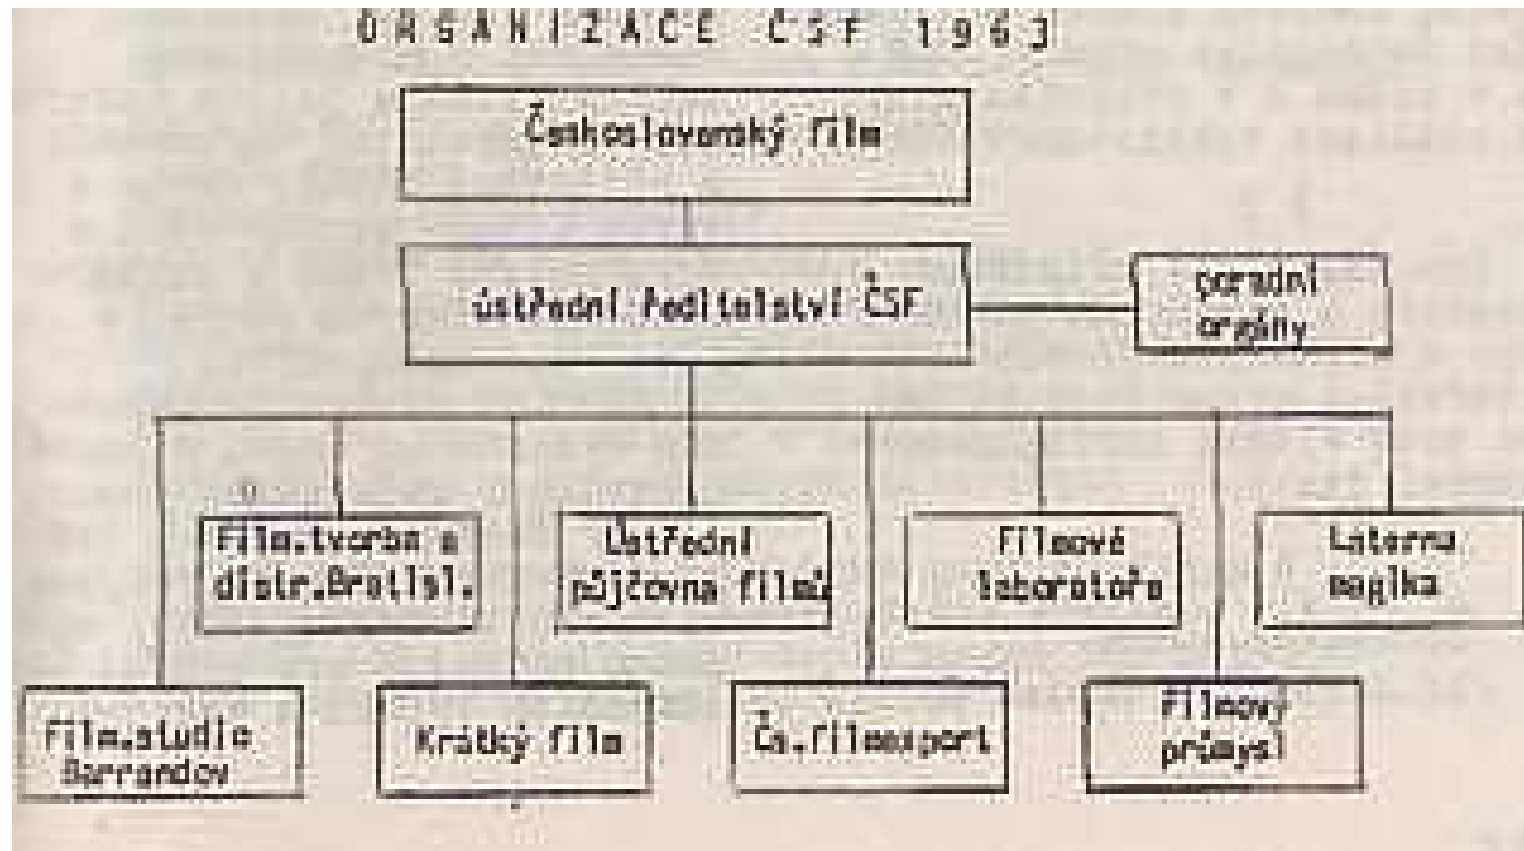 ORGANIZACE ČSF 1963
Československý film
ústřední ředitelství ČSF
poradní
orgány
Film.tvorba a
distr.Bratisl.
Ústřední
půjčovna filmů
Filmové
laboratoře
Laterna
magika
Film.studio
Barrandov
Krátký film
Čs.filmexport
Filmový
průmysl